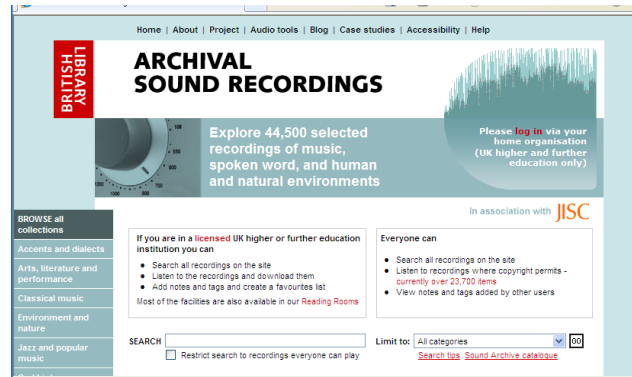 Home | About | Project | Audio tools | Blog | Case studies | Accessibility | Help
BRITISH
LIBRARY
ARCHIVAL
SOUND RECORDINGS
Explore 44,500 selected
recordings of music,
spoken word, and human
and natural environments
Please log in via your
home organisation
(UK higher and further
education only)
In association with JISC
BROWSE all
collections
Accents and dialects
Arts, literature and
performance
Classical music
Environment and
nature
Jazz and popular
music
If you are in a licensed UK higher or further education
institution you can
• Search all recordings on the site
• Listen to the recordings and download them
• Add notes and tags and create a favourites list
Most of the facilities are also available in our Reading Rooms
Everyone can
• Search all recordings on the site
• Listen to recordings where copyright permits -
currently over 23,700 items
• View notes and tags added by other users
SEARCH
Limit to: All categories GO
Restrict search to recordings everyone can play
Search tips Sound Archive catalogue